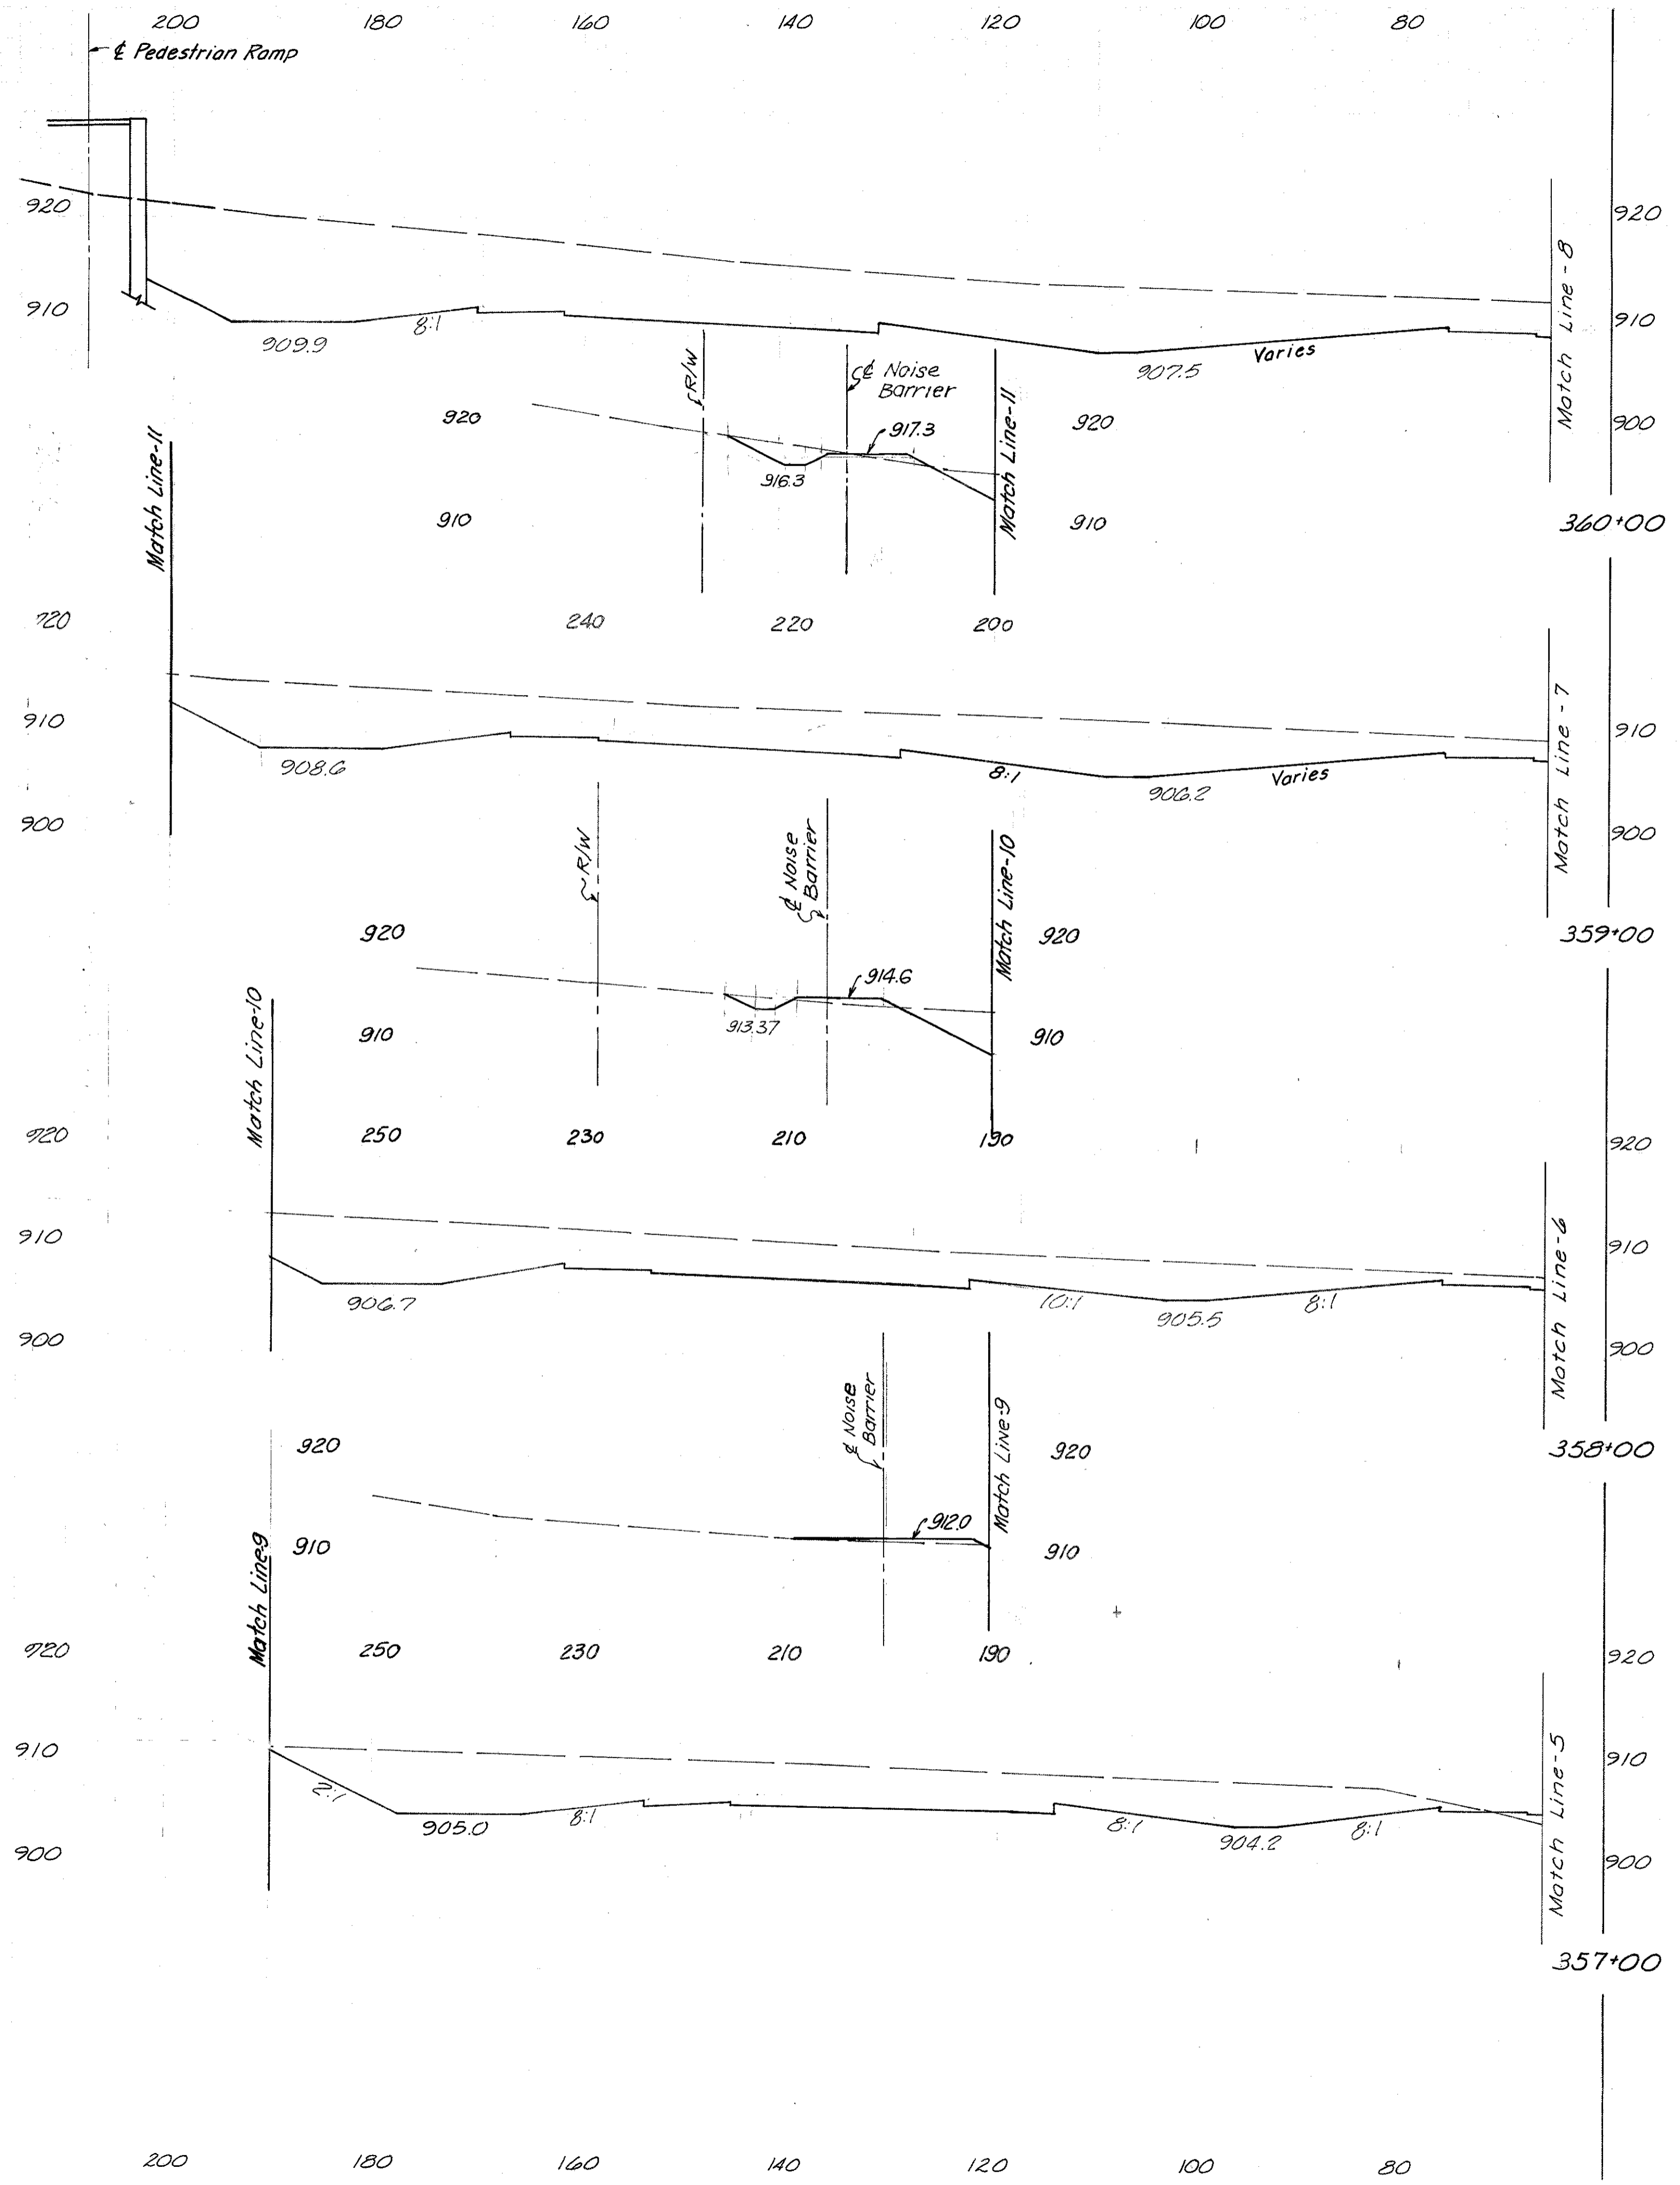 200 180 160 140 120 100 80
℄ Pedestrian Ramp
920 920
910 8:1 910
909.9 907.5 Varies
Match Line - 8
R/W
℄ Noise
Barrier
Match Line-11
920 917.3 920 900
916.3
Match Line-11
910 910
360+00
920 240 220 200
910 910
908.6 8:1 906.2 Varies
Match Line - 7
900 900
R/W
℄ Noise
Barrier
Match Line-10
920 920 359+00
914.6
913.37
910 910
Match Line-10
920 250 230 210 190 920
910 910
906.7 10:1 905.5 8:1
Match Line-6
900 900
℄ Noise
Barrier
Match Line-9
920 920 358+00
912.0
910 910
Match Line-9
920 250 230 210 190 920
910 910
2:1 905.0 8:1 8:1 904.2 8:1
Match Line-5
900 900
357+00
200 180 160 140 120 100 80